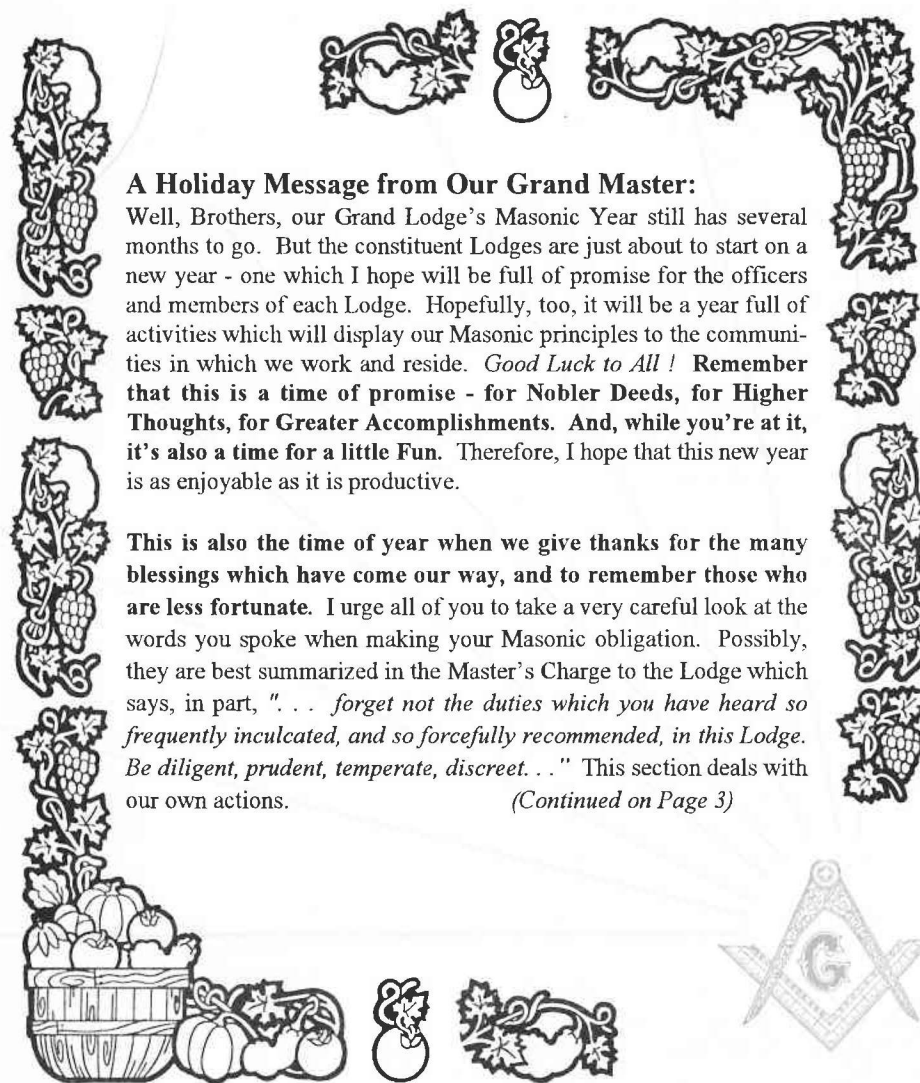 A Holiday Message from Our Grand Master:
Well, Brothers, our Grand Lodge's Masonic Year still has several
months to go. But the constituent Lodges are just about to start on a
new year - one which I hope will be full of promise for the officers
and members of each Lodge. Hopefully, too, it will be a year full of
activities which will display our Masonic principles to the communi-
ties in which we work and reside. Good Luck to All ! Remember
that this is a time of promise - for Nobler Deeds, for Higher
Thoughts, for Greater Accomplishments. And, while you're at it,
it's also a time for a little Fun. Therefore, I hope that this new year
is as enjoyable as it is productive.
This is also the time of year when we give thanks for the many
blessings which have come our way, and to remember those who
are less fortunate. I urge all of you to take a very careful look at the
words you spoke when making your Masonic obligation. Possibly,
they are best summarized in the Master's Charge to the Lodge which
says, in part, ". . . forget not the duties which you have heard so
frequently inculcated, and so forcefully recommended, in this Lodge.
Be diligent, prudent, temperate, discreet. . ." This section deals with
our own actions. (Continued on Page 3)
G